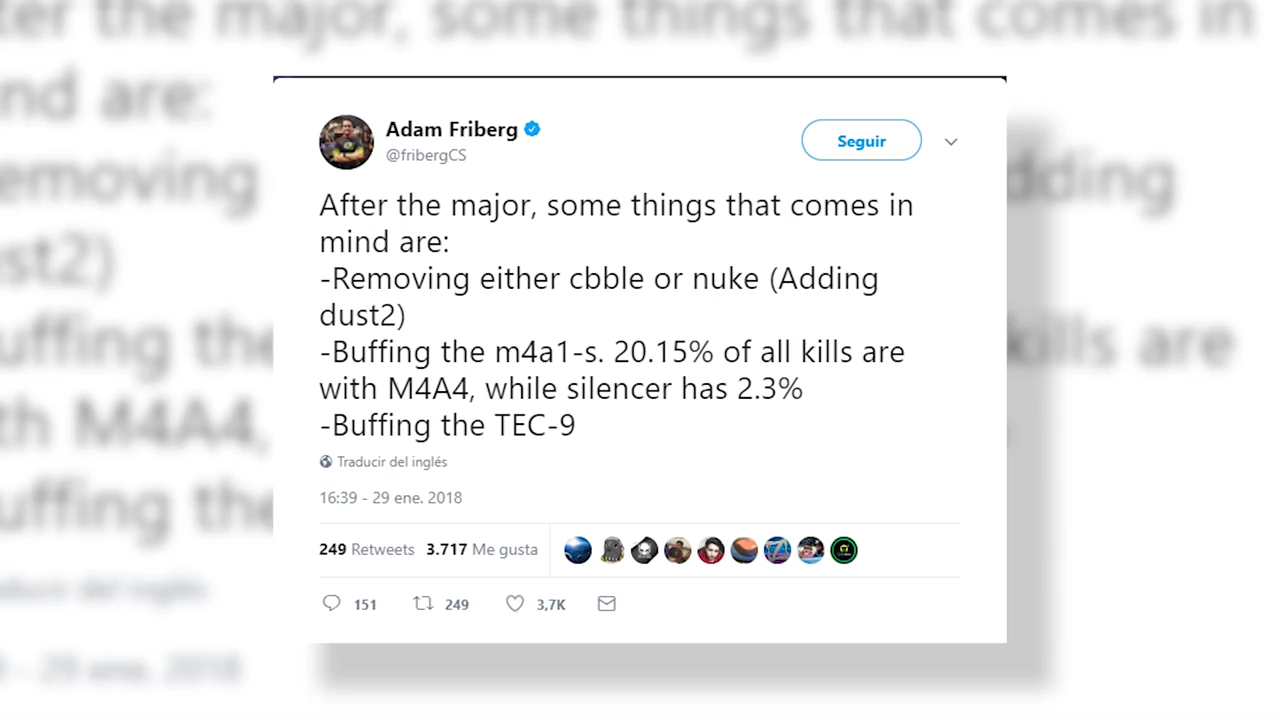 Adam Friberg
@fribergCS
Seguir
After the major, some things that comes in
mind are:
-Removing either cbble or nuke (Adding
dust2)
-Buffing the m4a1-s. 20.15% of all kills are
with M4A4, while silencer has 2.3%
-Buffing the TEC-9
Traducir del inglés
16:39 - 29 ene. 2018
249 Retweets 3.717 Me gusta
151 249 3,7K